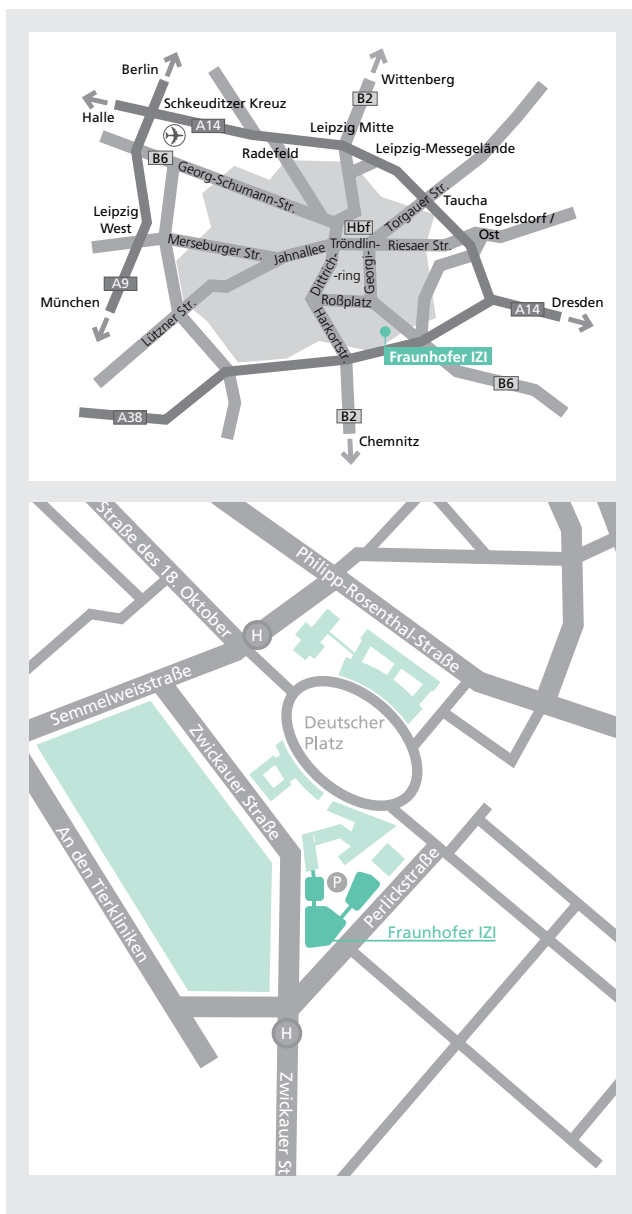 Berlin
Wittenberg
B2
Schkeuditzer Kreuz
Halle
A14
Leipzig Mitte
Radefeld
Leipzig-Messegelände
B6
Georg-Schumann-Str.
Torgauer Str.
Taucha
Leipzig
West
Engelsdorf /
Ost
Hbf
Merseburger Str.
Jahnallee
Tröndlin-
Riesaer Str.
Dittrich-
-ring
Georgi-
A9
München
Roßplatz
Lützner Str.
Harkortstr.
A14
Dresden
Fraunhofer IZI
B6
A38
B2
Chemnitz
Straße des 18. Oktober
Philipp-Rosenthal-Straße
H
Semmelweisstraße
Deutscher
Platz
Zwickauer Straße
An den Tierkliniken
P
Perlickstraße
Fraunhofer IZI
H
Zwickauer St